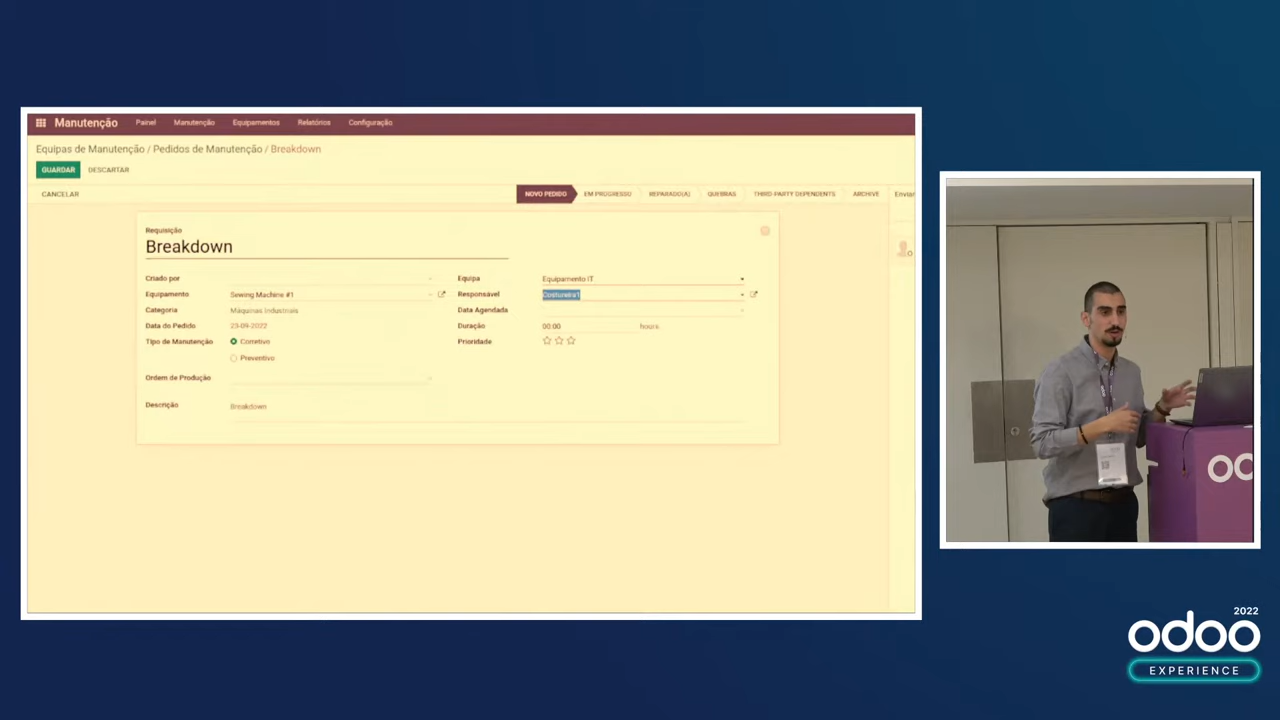 Manutenção Painel Manutenção Equipamentos Relatórios Configuração
Equipas de Manutenção / Pedidos de Manutenção / Breakdown
GUARDAR DESCARTAR
CANCELAR NOVO PEDIDO EM PROGRESSO REPARADO(A) QUEBRAS THIRD-PARTY DEPENDENTS ARCHIVE Enviar
Requisição
Breakdown
Criado por
Equipamento Sewing Machine #1
Categoria Máquinas Industriais
Data do Pedido 23-09-2022
Tipo de Manutenção Corretivo
Preventivo
Ordem de Produção
Descrição Breakdown
Equipa Equipamento IT
Responsável Costureira1
Data Agendada
Duração 00:00 hours
Prioridade
2022
odoo
EXPERIENCE